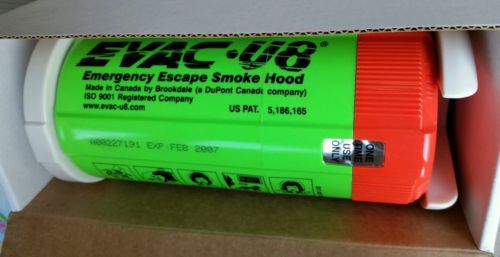 EVAC-U8®
Emergency Escape Smoke Hood
Made in Canada by Brookdale (a DuPont Canada company)
ISO 9001 Registered Company
www.evac-u8.com
US PAT. 5,186,165
A00227191 EXP FEB 2007
ONE
TIME
USE
ONLY